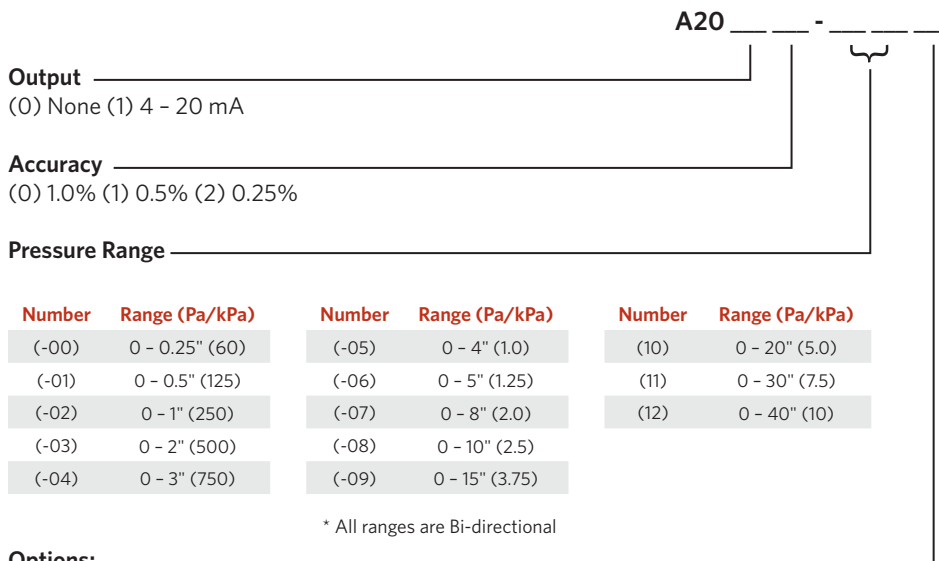 A20 ___ ___ - ___ ___ ___
Output
(0) None (1) 4 – 20 mA
Accuracy
(0) 1.0% (1) 0.5% (2) 0.25%
Pressure Range
Number Range (Pa/kPa) Number Range (Pa/kPa) Number Range (Pa/kPa)
(-00) 0 – 0.25" (60) (-05) 0 – 4" (1.0) (10) 0 – 20" (5.0)
(-01) 0 – 0.5" (125) (-06) 0 – 5" (1.25) (11) 0 – 30" (7.5)
(-02) 0 – 1" (250) (-07) 0 – 8" (2.0) (12) 0 – 40" (10)
(-03) 0 – 2" (500) (-08) 0 – 10" (2.5)
(-04) 0 – 3" (750) (-09) 0 – 15" (3.75)
* All ranges are Bi-directional
Options: